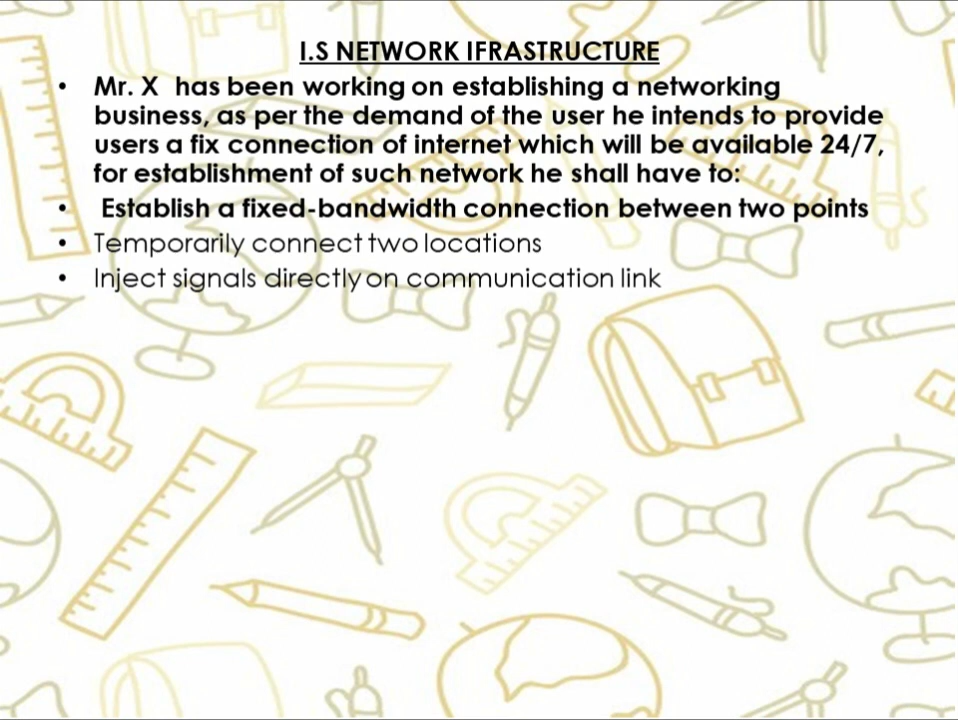 I.S NETWORK IFRASTRUCTURE
• Mr. X has been working on establishing a networking
business, as per the demand of the user he intends to provide
users a fix connection of internet which will be available 24/7,
for establishment of such network he shall have to:
• Establish a fixed-bandwidth connection between two points
• Temporarily connect two locations
• Inject signals directly on communication link